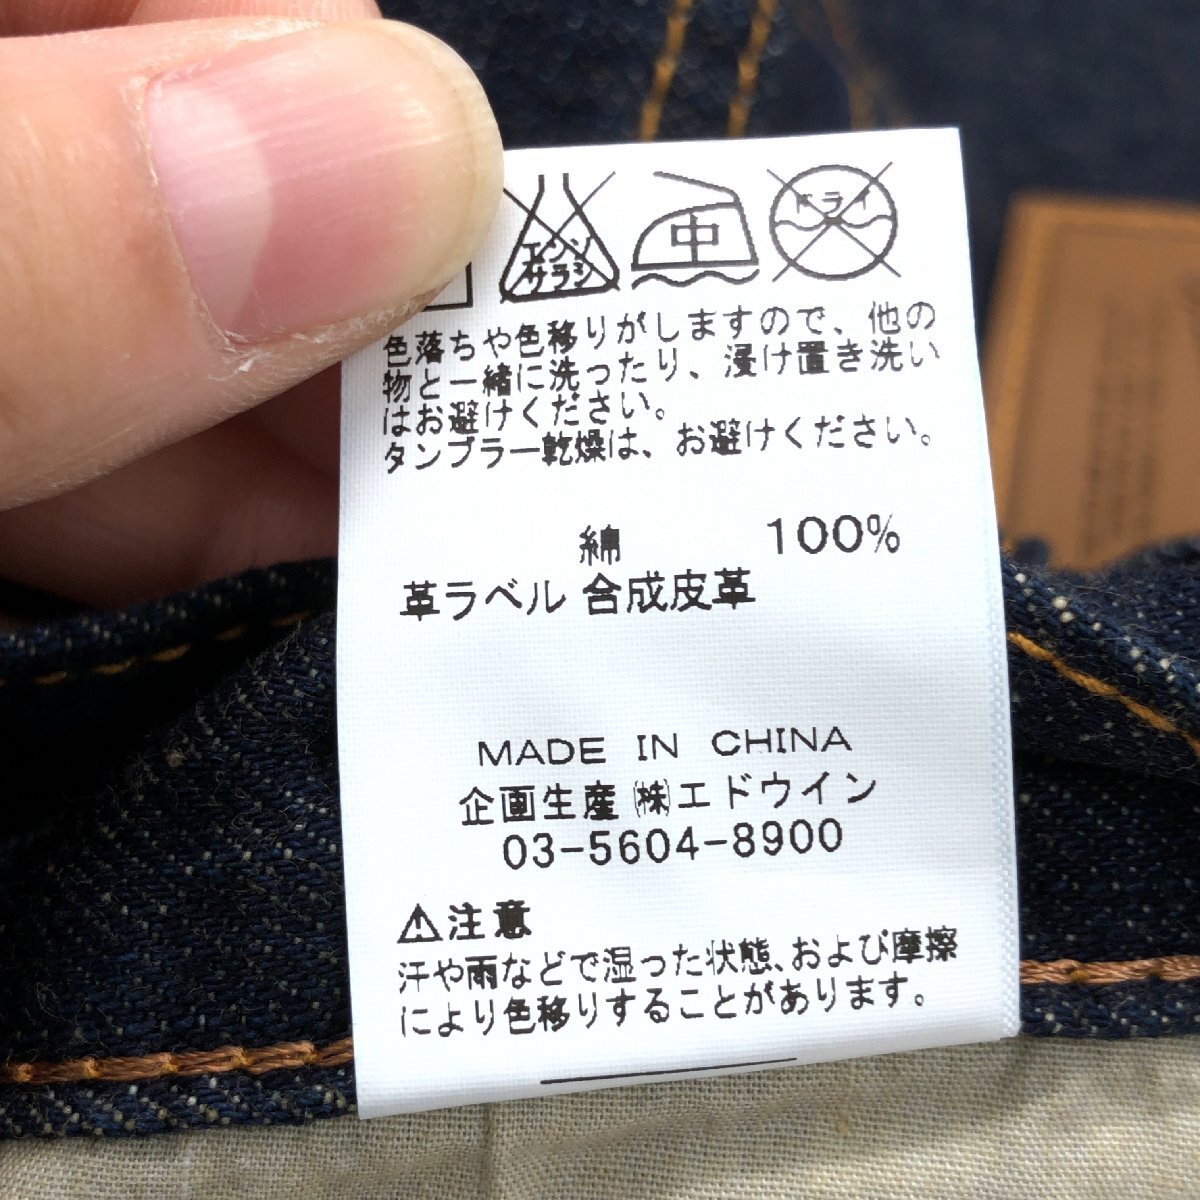 エンソ
サラシ
中
ドライ
色落ちや色移りがしますので、他の
物と一緒に洗ったり、浸け置き洗い
はお避けください。
タンブラー乾燥は、お避けください。
綿 100%
革ラベル 合成皮革
MADE IN CHINA
企画生産 ㈱エドウイン
03-5604-8900
⚠注意
汗や雨などで湿った状態、および摩擦
により色移りすることがあります。